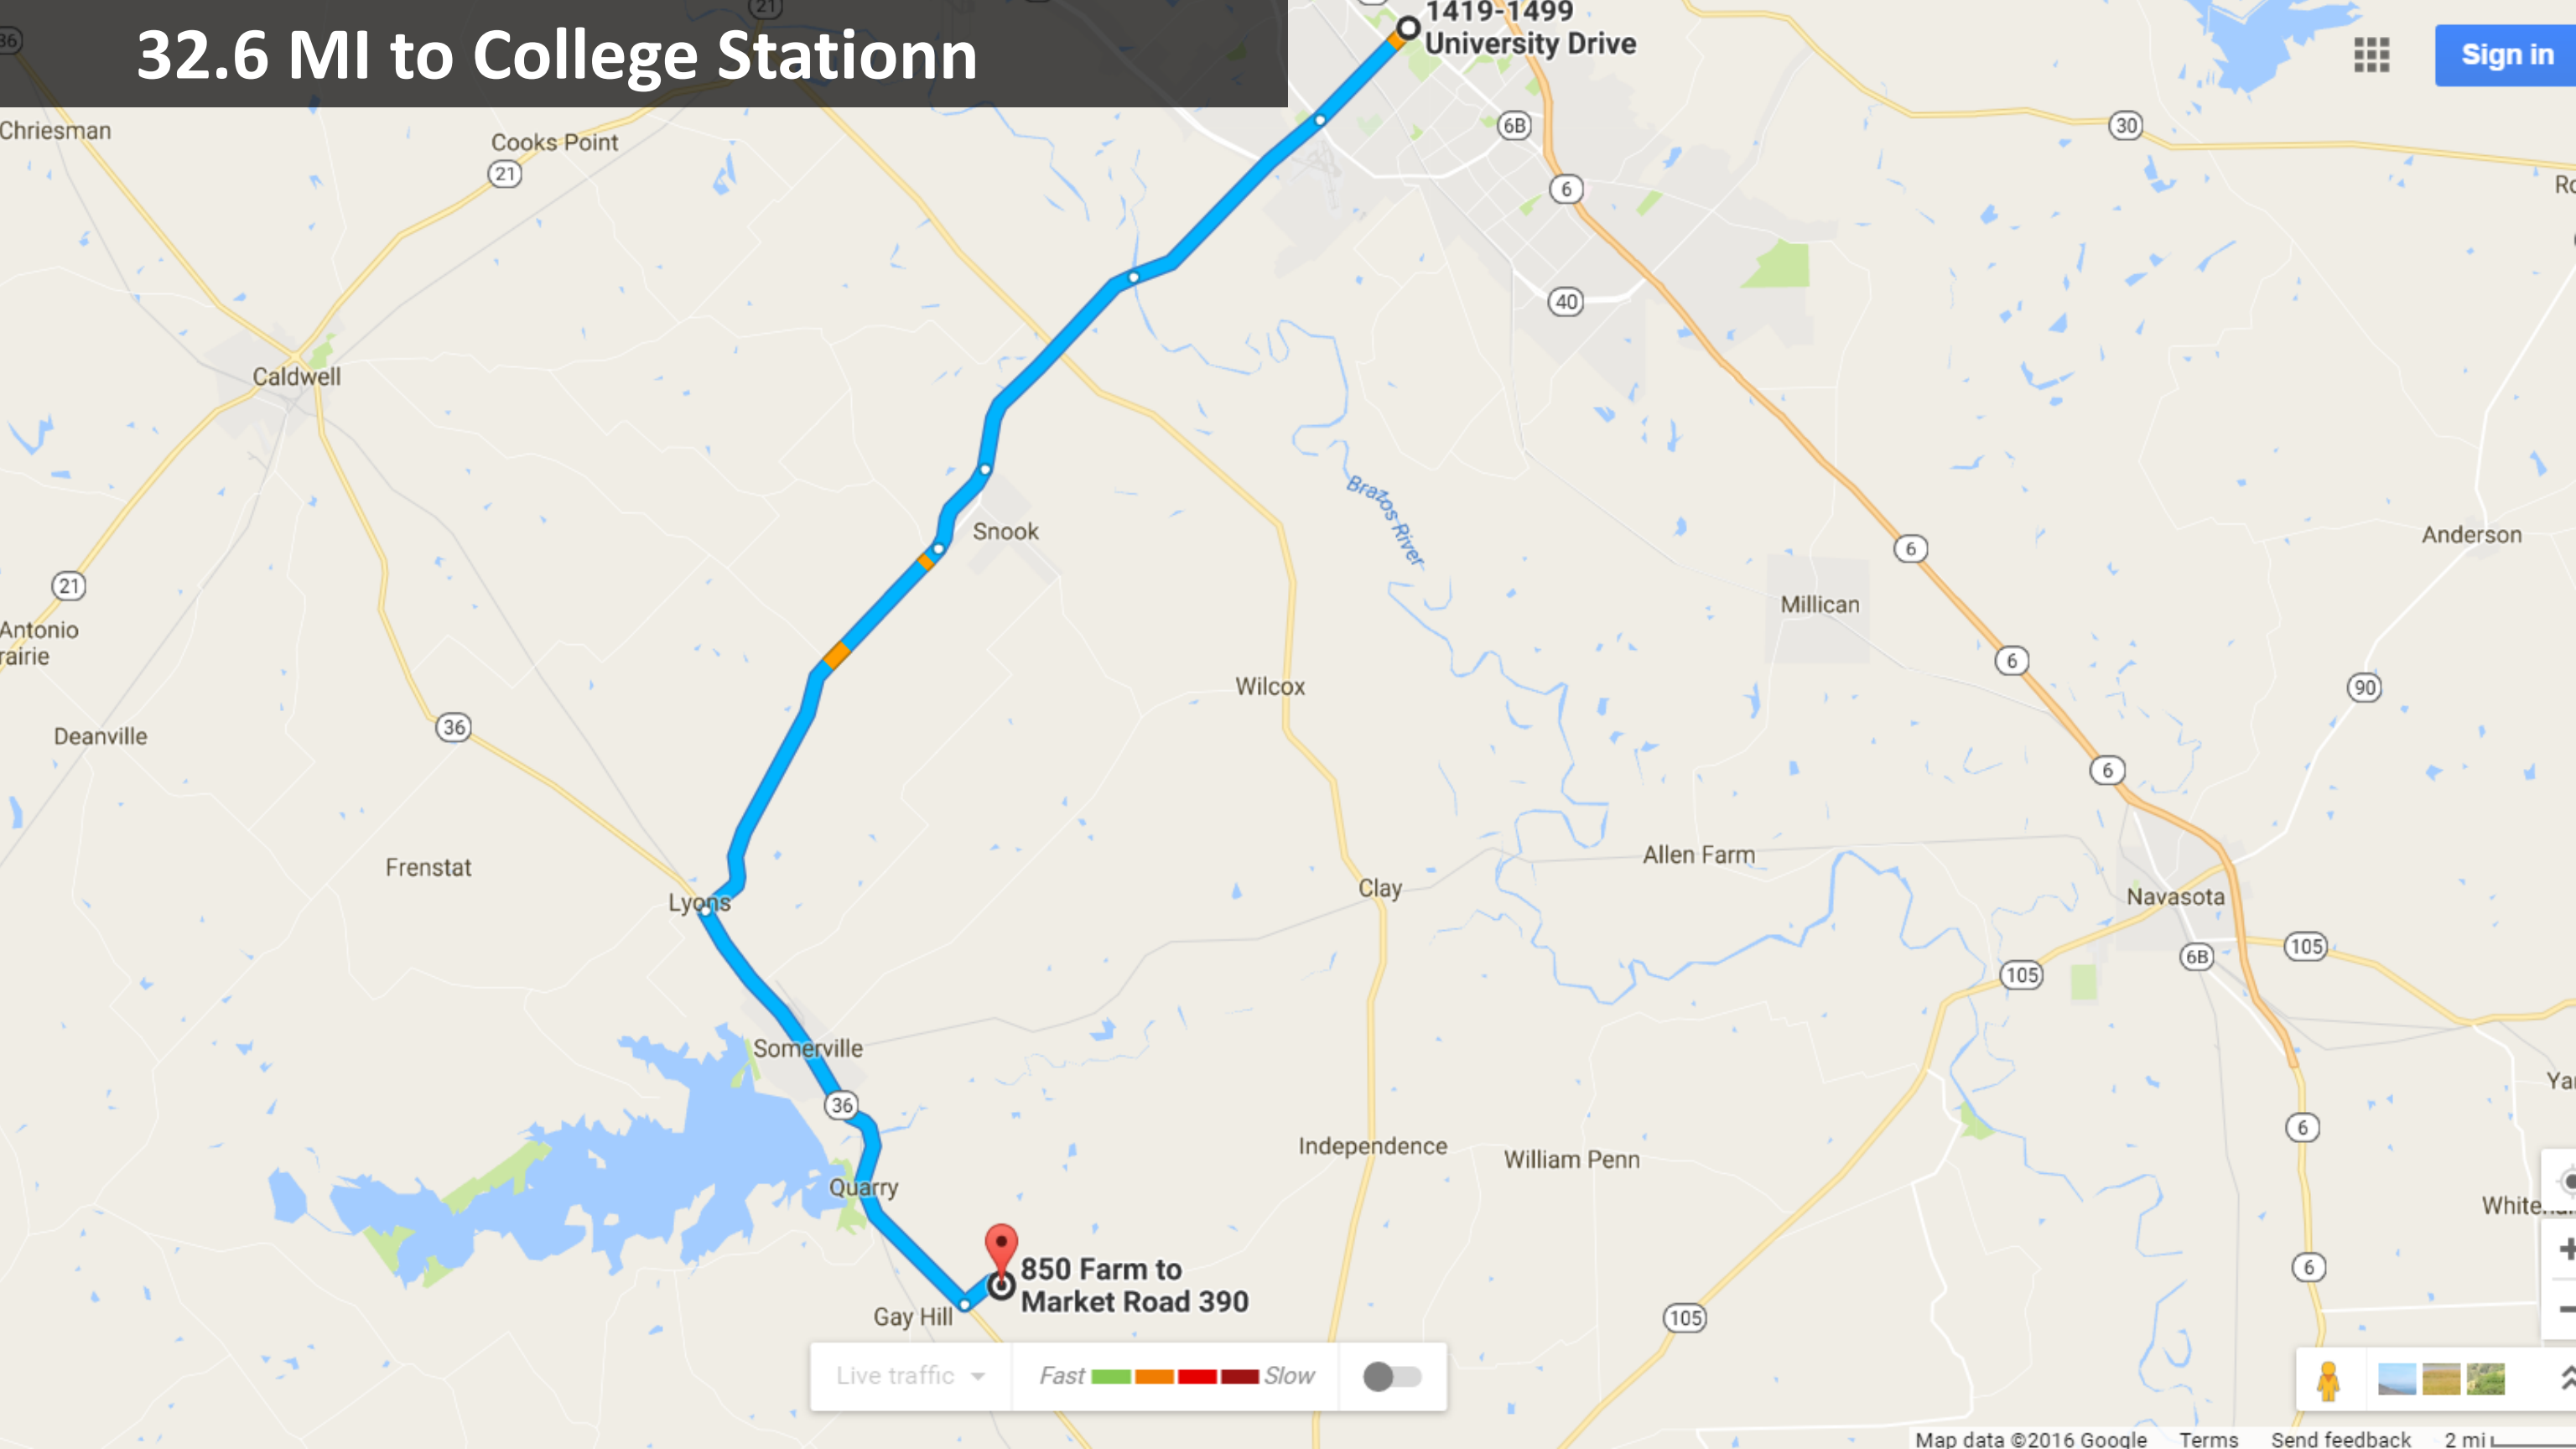 32.6 MI to College Stationn
1419-1499
University Drive
Sign in
21
36
Chriesman
Cooks Point
21
6B
30
6
40
Caldwell
Brazos River
Snook
Anderson
6
21
Antonio
rairie
Millican
6
Wilcox
90
36
Deanville
6
Allen Farm
Frenstat
Clay
Navasota
Lyons
105
6B
105
Somerville
36
6
Independence
William Penn
Quarry
850 Farm to
Market Road 390
6
Gay Hill
105
Live traffic
Fast
Slow
Map data ©2016 Google
Terms
Send feedback
2 mi